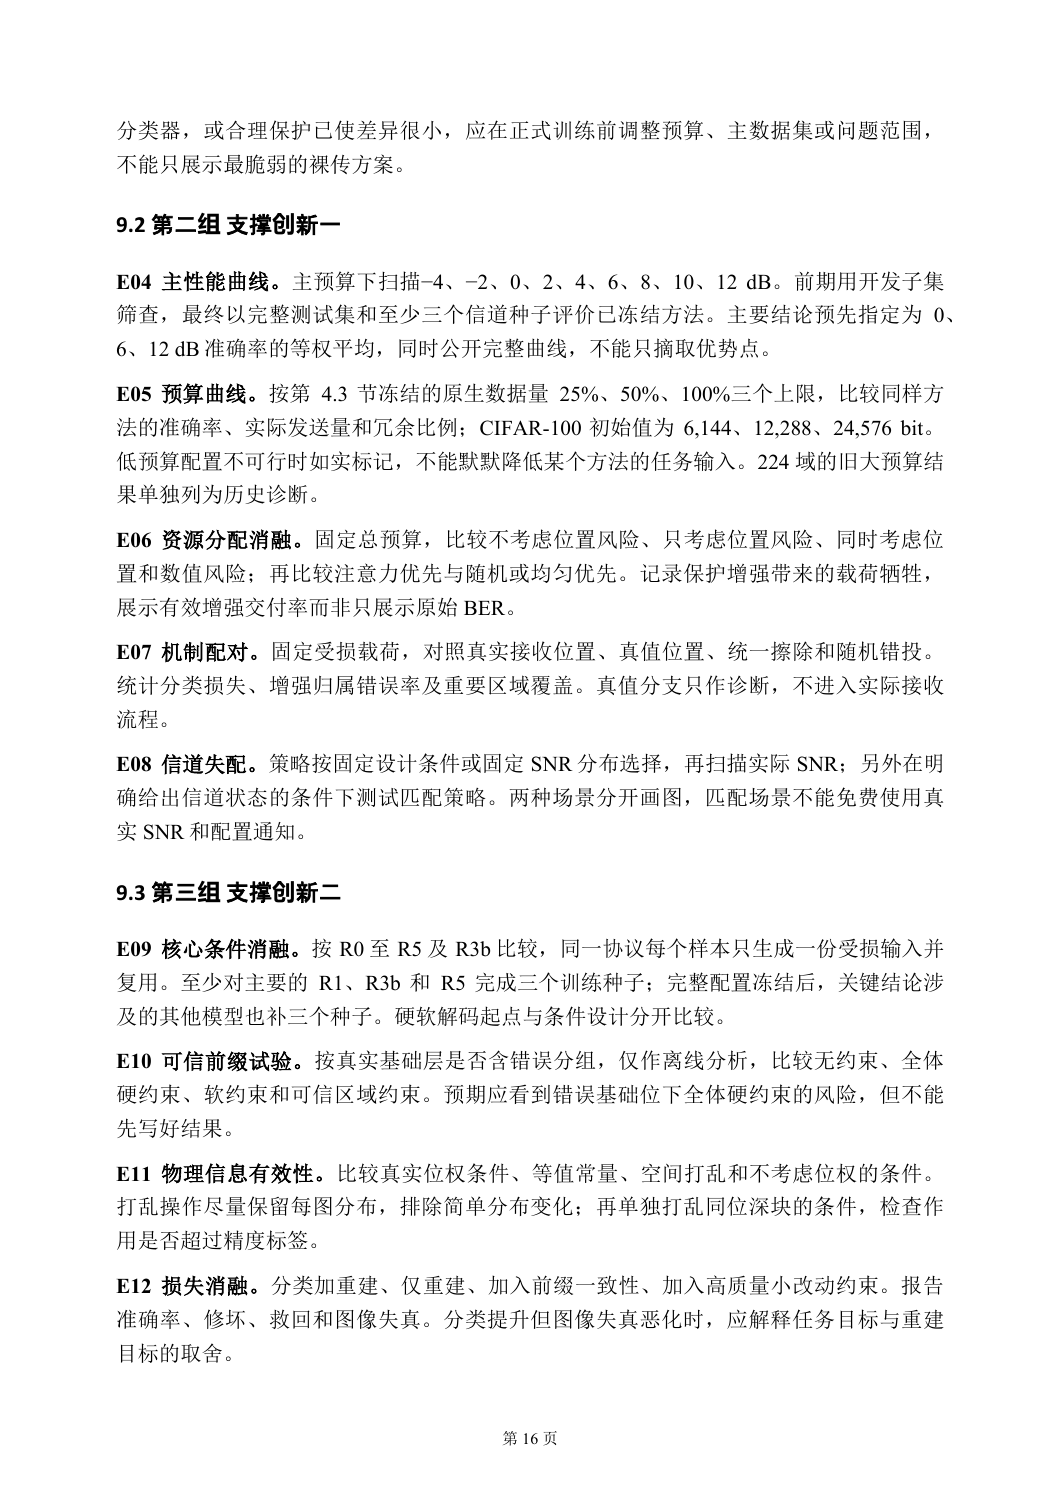 分类器，或合理保护已使差异很小，应在正式训练前调整预算、主数据集或问题范围，
不能只展示最脆弱的裸传方案。
9.2 第二组 支撑创新一
E04 主性能曲线。主预算下扫描−4、−2、0、2、4、6、8、10、12 dB。前期用开发子集
筛查，最终以完整测试集和至少三个信道种子评价已冻结方法。主要结论预先指定为 0、
6、12 dB 准确率的等权平均，同时公开完整曲线，不能只摘取优势点。
E05 预算曲线。按第 4.3 节冻结的原生数据量 25%、50%、100%三个上限，比较同样方
法的准确率、实际发送量和冗余比例；CIFAR-100 初始值为 6,144、12,288、24,576 bit。
低预算配置不可行时如实标记，不能默默降低某个方法的任务输入。224 域的旧大预算结
果单独列为历史诊断。
E06 资源分配消融。固定总预算，比较不考虑位置风险、只考虑位置风险、同时考虑位
置和数值风险；再比较注意力优先与随机或均匀优先。记录保护增强带来的载荷牺牲，
展示有效增强交付率而非只展示原始 BER。
E07 机制配对。固定受损载荷，对照真实接收位置、真值位置、统一擦除和随机错投。
统计分类损失、增强归属错误率及重要区域覆盖。真值分支只作诊断，不进入实际接收
流程。
E08 信道失配。策略按固定设计条件或固定 SNR 分布选择，再扫描实际 SNR；另外在明
确给出信道状态的条件下测试匹配策略。两种场景分开画图，匹配场景不能免费使用真
实 SNR 和配置通知。
9.3 第三组 支撑创新二
E09 核心条件消融。按 R0 至 R5 及 R3b 比较，同一协议每个样本只生成一份受损输入并
复用。至少对主要的 R1、R3b 和 R5 完成三个训练种子；完整配置冻结后，关键结论涉
及的其他模型也补三个种子。硬软解码起点与条件设计分开比较。
E10 可信前缀试验。按真实基础层是否含错误分组，仅作离线分析，比较无约束、全体
硬约束、软约束和可信区域约束。预期应看到错误基础位下全体硬约束的风险，但不能
先写好结果。
E11 物理信息有效性。比较真实位权条件、等值常量、空间打乱和不考虑位权的条件。
打乱操作尽量保留每图分布，排除简单分布变化；再单独打乱同位深块的条件，检查作
用是否超过精度标签。
E12 损失消融。分类加重建、仅重建、加入前缀一致性、加入高质量小改动约束。报告
准确率、修坏、救回和图像失真。分类提升但图像失真恶化时，应解释任务目标与重建
目标的取舍。
第 16 页